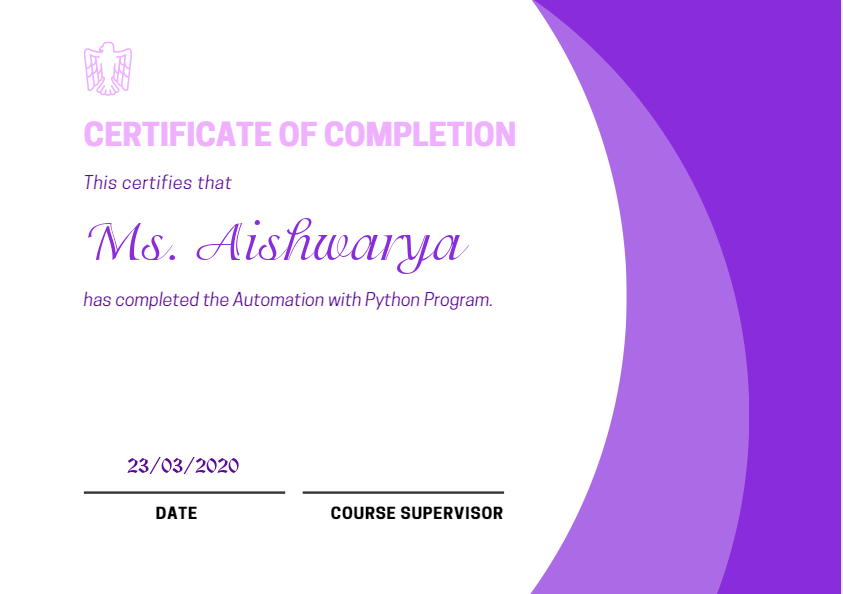 CERTIFICATE OF COMPLETION
This certifies that
Ms. Aishwarya
has completed the Automation with Python Program.
23/03/2020
DATE
COURSE SUPERVISOR